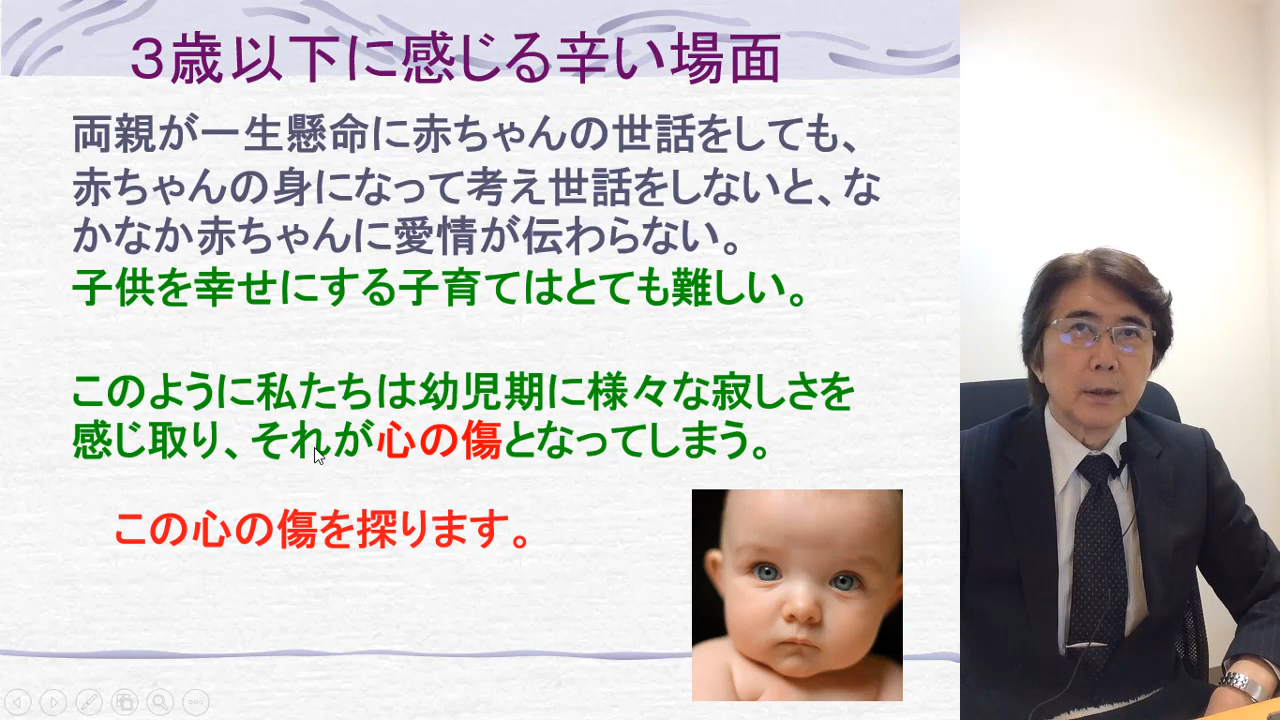 ３歳以下に感じる辛い場面
両親が一生懸命に赤ちゃんの世話をしても、
赤ちゃんの身になって考え世話をしないと、な
かなか赤ちゃんに愛情が伝わらない。
子供を幸せにする子育てはとても難しい。
このように私たちは幼児期に様々な寂しさを
感じ取り、それが心の傷となってしまう。
この心の傷を探ります。